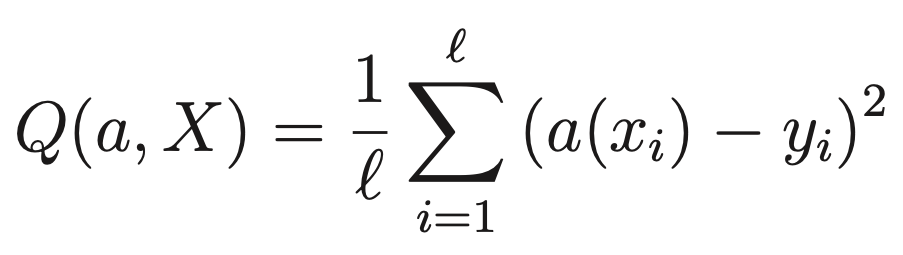 Q(a, X) = \frac{1}{\ell} \sum_{i=1}^{\ell} (a(x_i) - y_i)^2